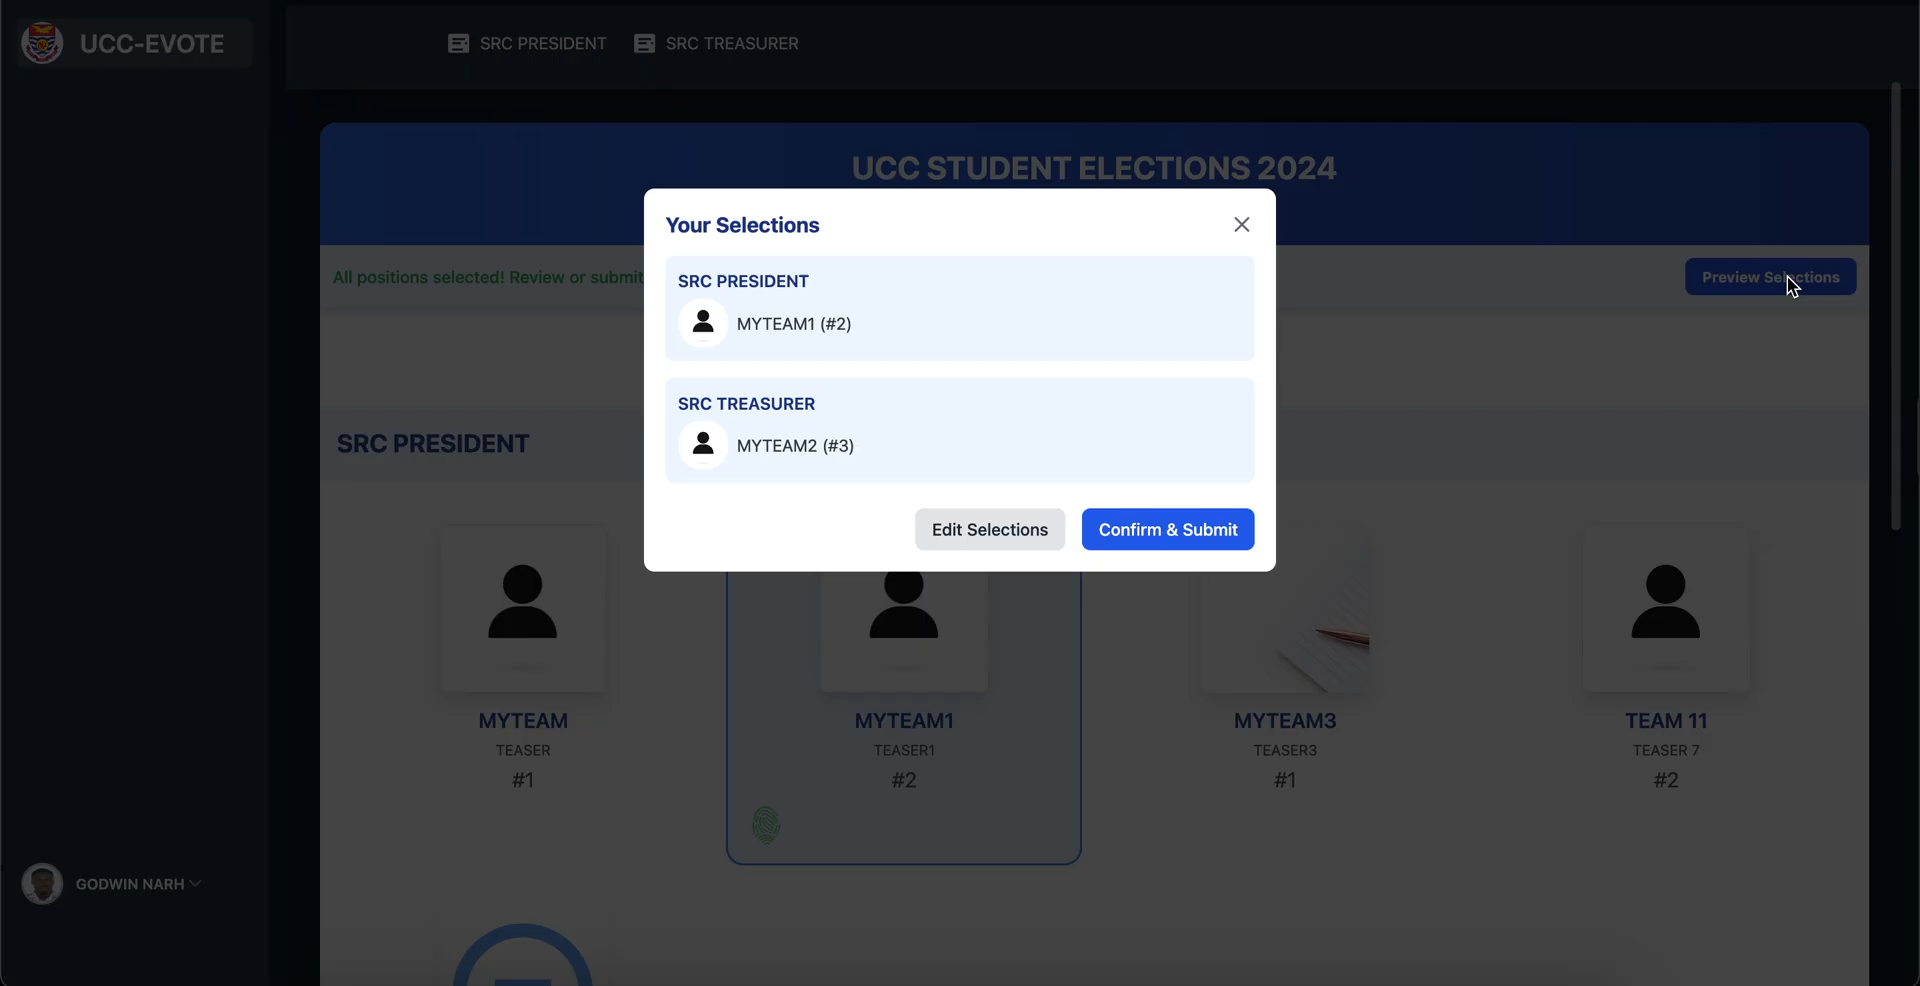 UCC-EVOTE
SRC PRESIDENT
SRC TREASURER
UCC STUDENT ELECTIONS 2024
All positions selected! Review or submit
Preview Selections
Your Selections
SRC PRESIDENT
MYTEAM1 (#2)
SRC TREASURER
MYTEAM2 (#3)
Edit Selections
Confirm & Submit
SRC PRESIDENT
MYTEAM
TEASER
#1
MYTEAM1
TEASER1
#2
MYTEAM3
TEASER3
#1
TEAM 11
TEASER 7
#2
GODWIN NARH